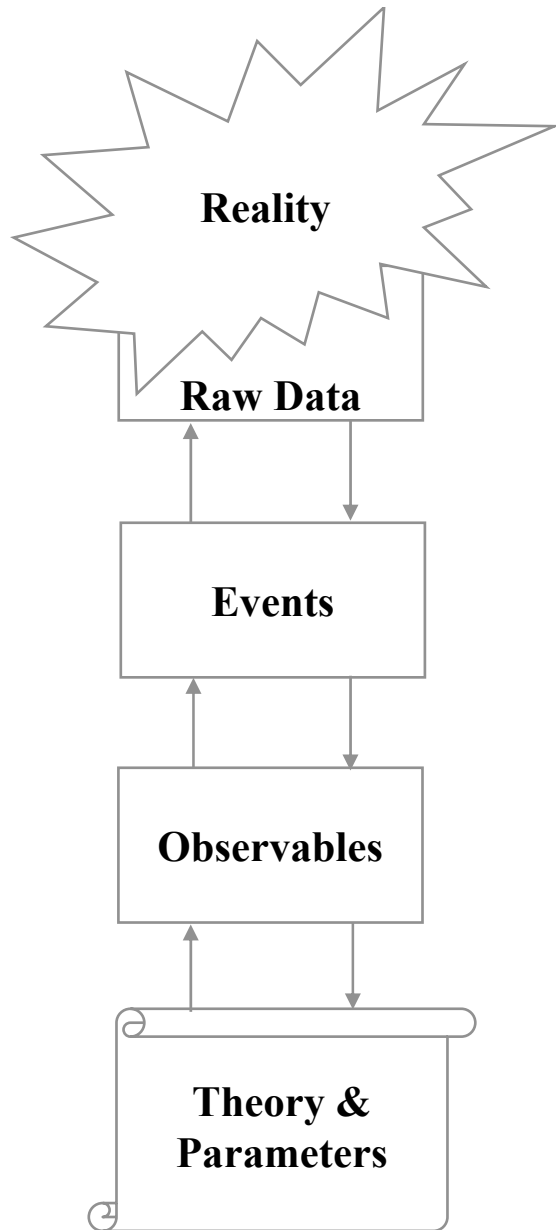 Reality
Raw Data
Events
Observables
Theory &
Parameters